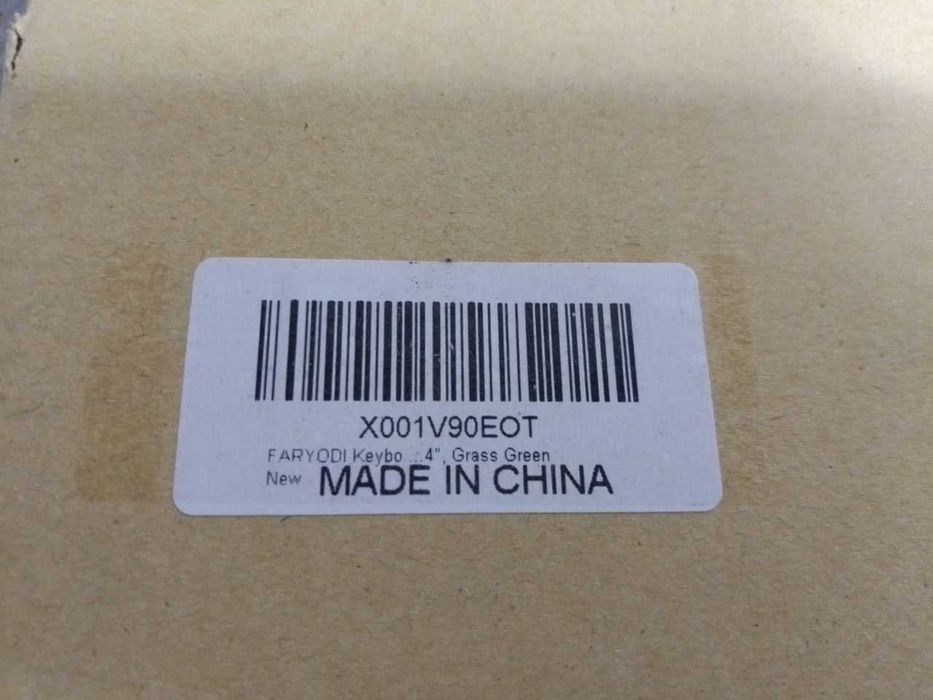 X001V90EOT
FARYODI Keybo...4", Grass Green
New MADE IN CHINA